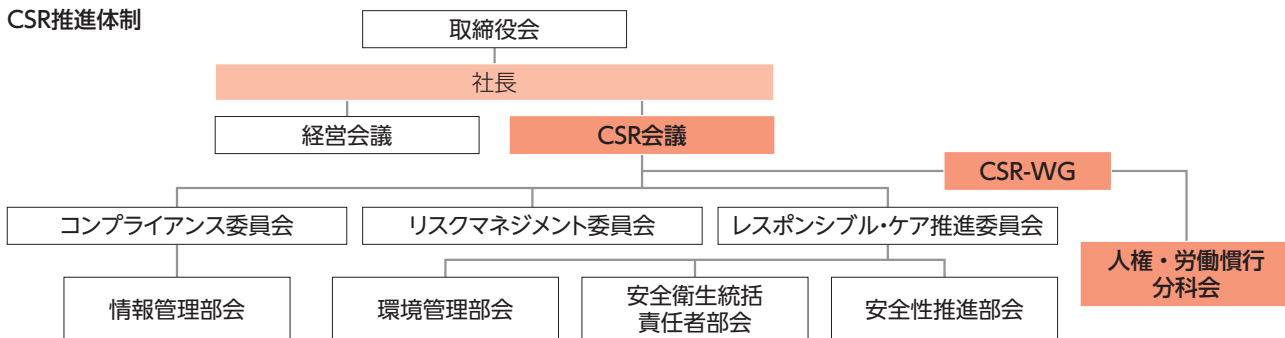 CSR推進体制
取締役会
社長
経営会議
CSR会議
CSR-WG
コンプライアンス委員会
リスクマネジメント委員会
レスポンシブル・ケア推進委員会
人権・労働慣行
分科会
情報管理部会
環境管理部会
安全衛生統括
責任者部会
安全性推進部会